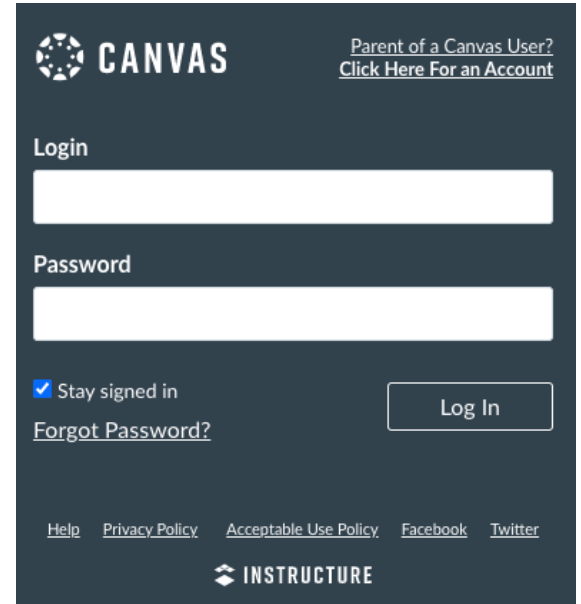 CANVAS
Parent of a Canvas User?
Click Here For an Account
Login
Password
Stay signed in
Log In
Forgot Password?
Help Privacy Policy Acceptable Use Policy Facebook Twitter
INSTRUCTURE